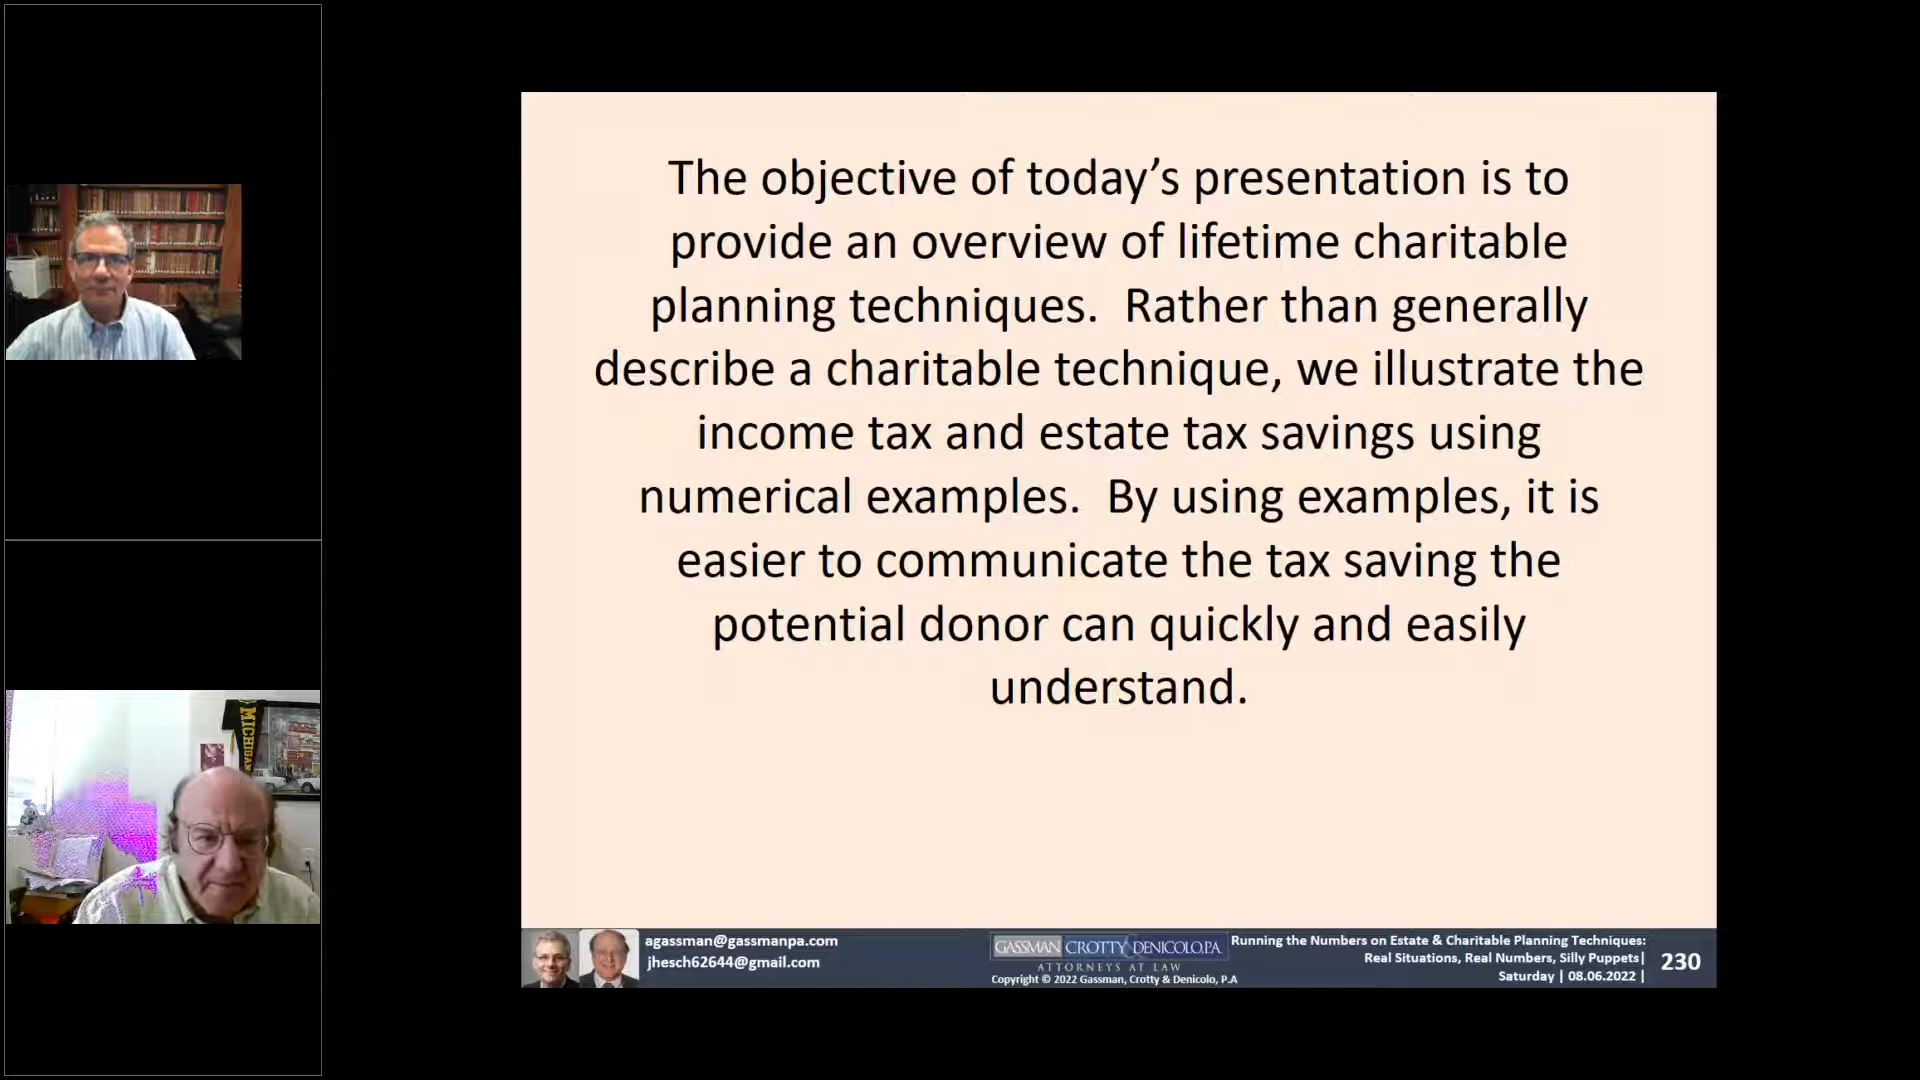 The objective of today’s presentation is to
provide an overview of lifetime charitable
planning techniques.  Rather than generally
describe a charitable technique, we illustrate the
income tax and estate tax savings using
numerical examples.  By using examples, it is
easier to communicate the tax saving the
potential donor can quickly and easily
understand.
MICHIGAN
agassman@gassmanpa.com
jhesch62644@gmail.com
GASSMAN CROTTY & DENICOLO, P.A.
ATTORNEYS AT LAW
Copyright © 2022 Gassman, Crotty & Denicolo, P.A
Running the Numbers on Estate & Charitable Planning Techniques:
Real Situations, Real Numbers, Silly Puppets|
Saturday | 08.06.2022 |
230